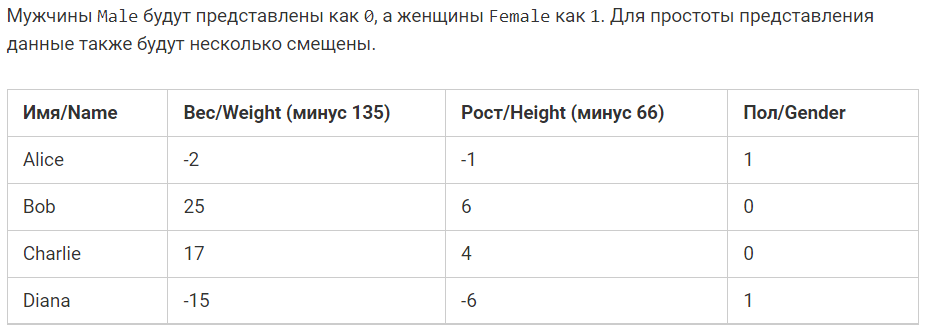 Мужчины Male будут представлены как 0, а женщины Female как 1. Для простоты представления
данные также будут несколько смещены.
Имя/Name Вес/Weight (минус 135) Рост/Height (минус 66) Пол/Gender
Alice -2 -1 1
Bob 25 6 0
Charlie 17 4 0
Diana -15 -6 1